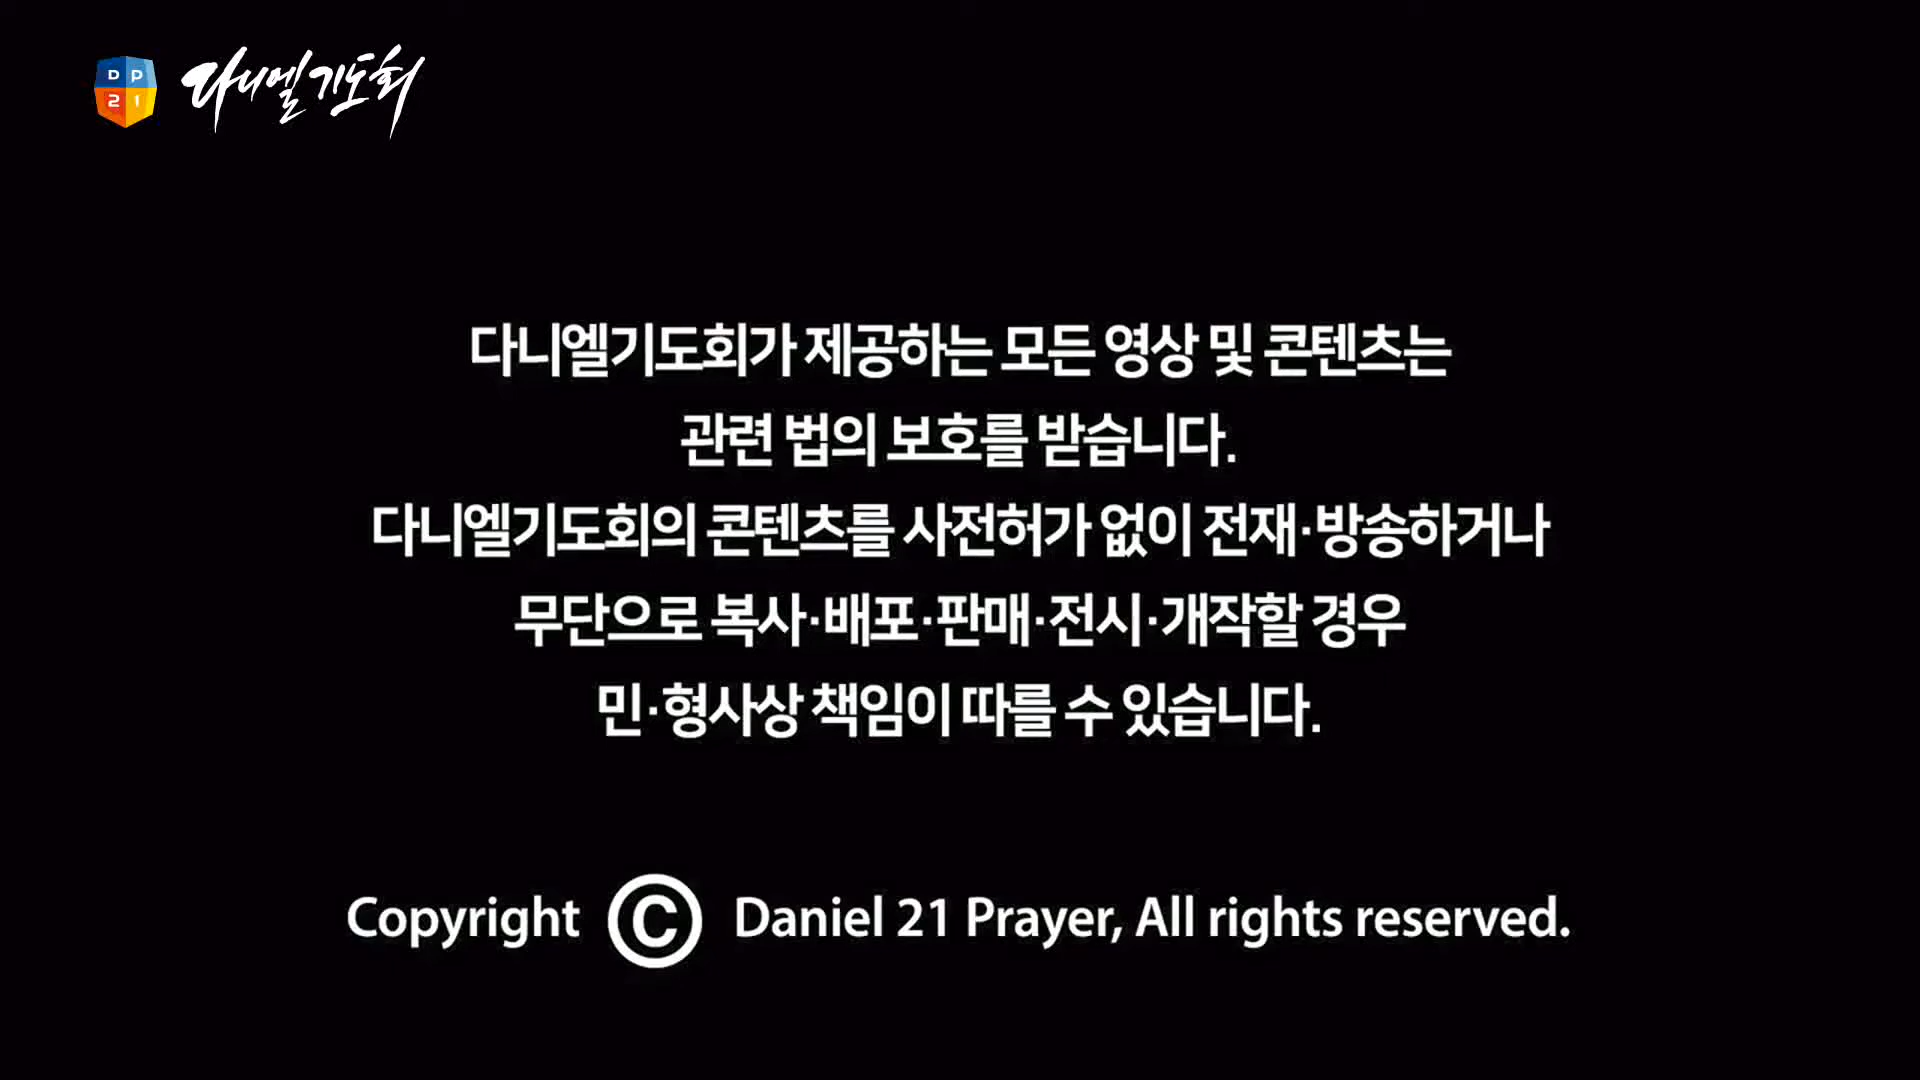 DP
21
다니엘기도회
다니엘기도회가 제공하는 모든 영상 및 콘텐츠는
관련 법의 보호를 받습니다.
다니엘기도회의 콘텐츠를 사전허가 없이 전재·방송하거나
무단으로 복사·배포·판매·전시·개작할 경우
민·형사상 책임이 따를 수 있습니다.
Copyright © Daniel 21 Prayer, All rights reserved.